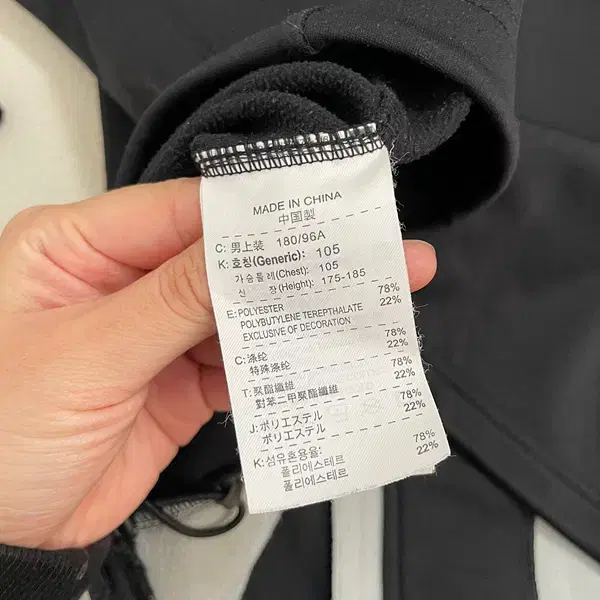 MADE IN CHINA
中国製
C: 男上装 180/96A
K: 호칭(Generic): 105
가슴둘레(Chest): 105
신 장(Height): 175-185
E: POLYESTER 78%
POLYBUTYLENE TEREPTHALATE 22%
EXCLUSIVE OF DECORATION
C: 涤纶 78%
特殊涤纶 22%
T: 聚酯纖維 78%
對苯二甲聚酯纖維 22%
J: ポリエステル 78%
ポリエステル 22%
K: 섬유혼용율:
폴리에스테르 78%
폴리에스테르 22%